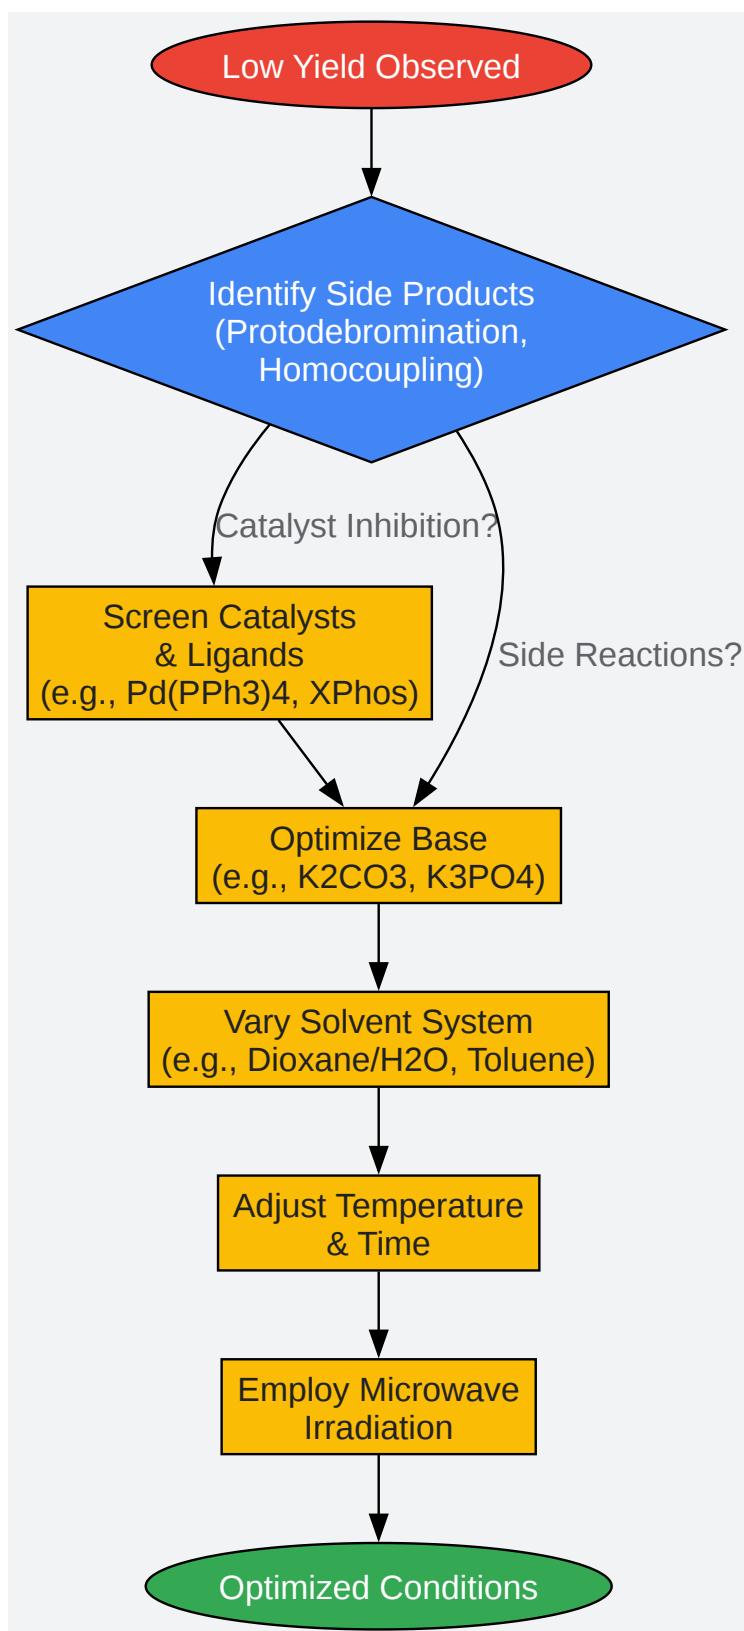 Low Yield Observed
Identify Side Products
(Protodebromination,
Homocoupling)
Catalyst Inhibition?
Screen Catalysts
& Ligands
(e.g., Pd(PPh3)4, XPhos)
Side Reactions?
Optimize Base
(e.g., K2CO3, K3PO4)
Vary Solvent System
(e.g., Dioxane/H2O, Toluene)
Adjust Temperature
& Time
Employ Microwave
Irradiation
Optimized Conditions